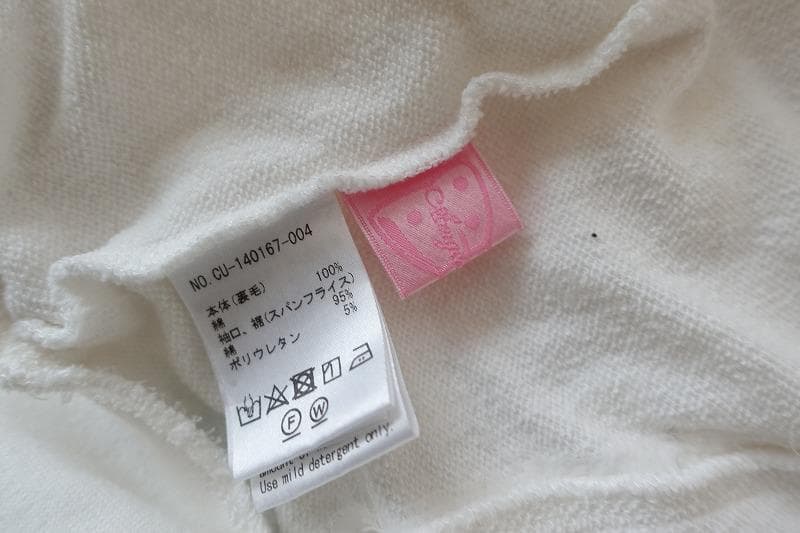 NO.CU-140167-004
本体(裏毛)
綿 100%
袖口、裾(スパンフライス)
綿 95%
ポリウレタン 5%
F W
Use mild detergent only.